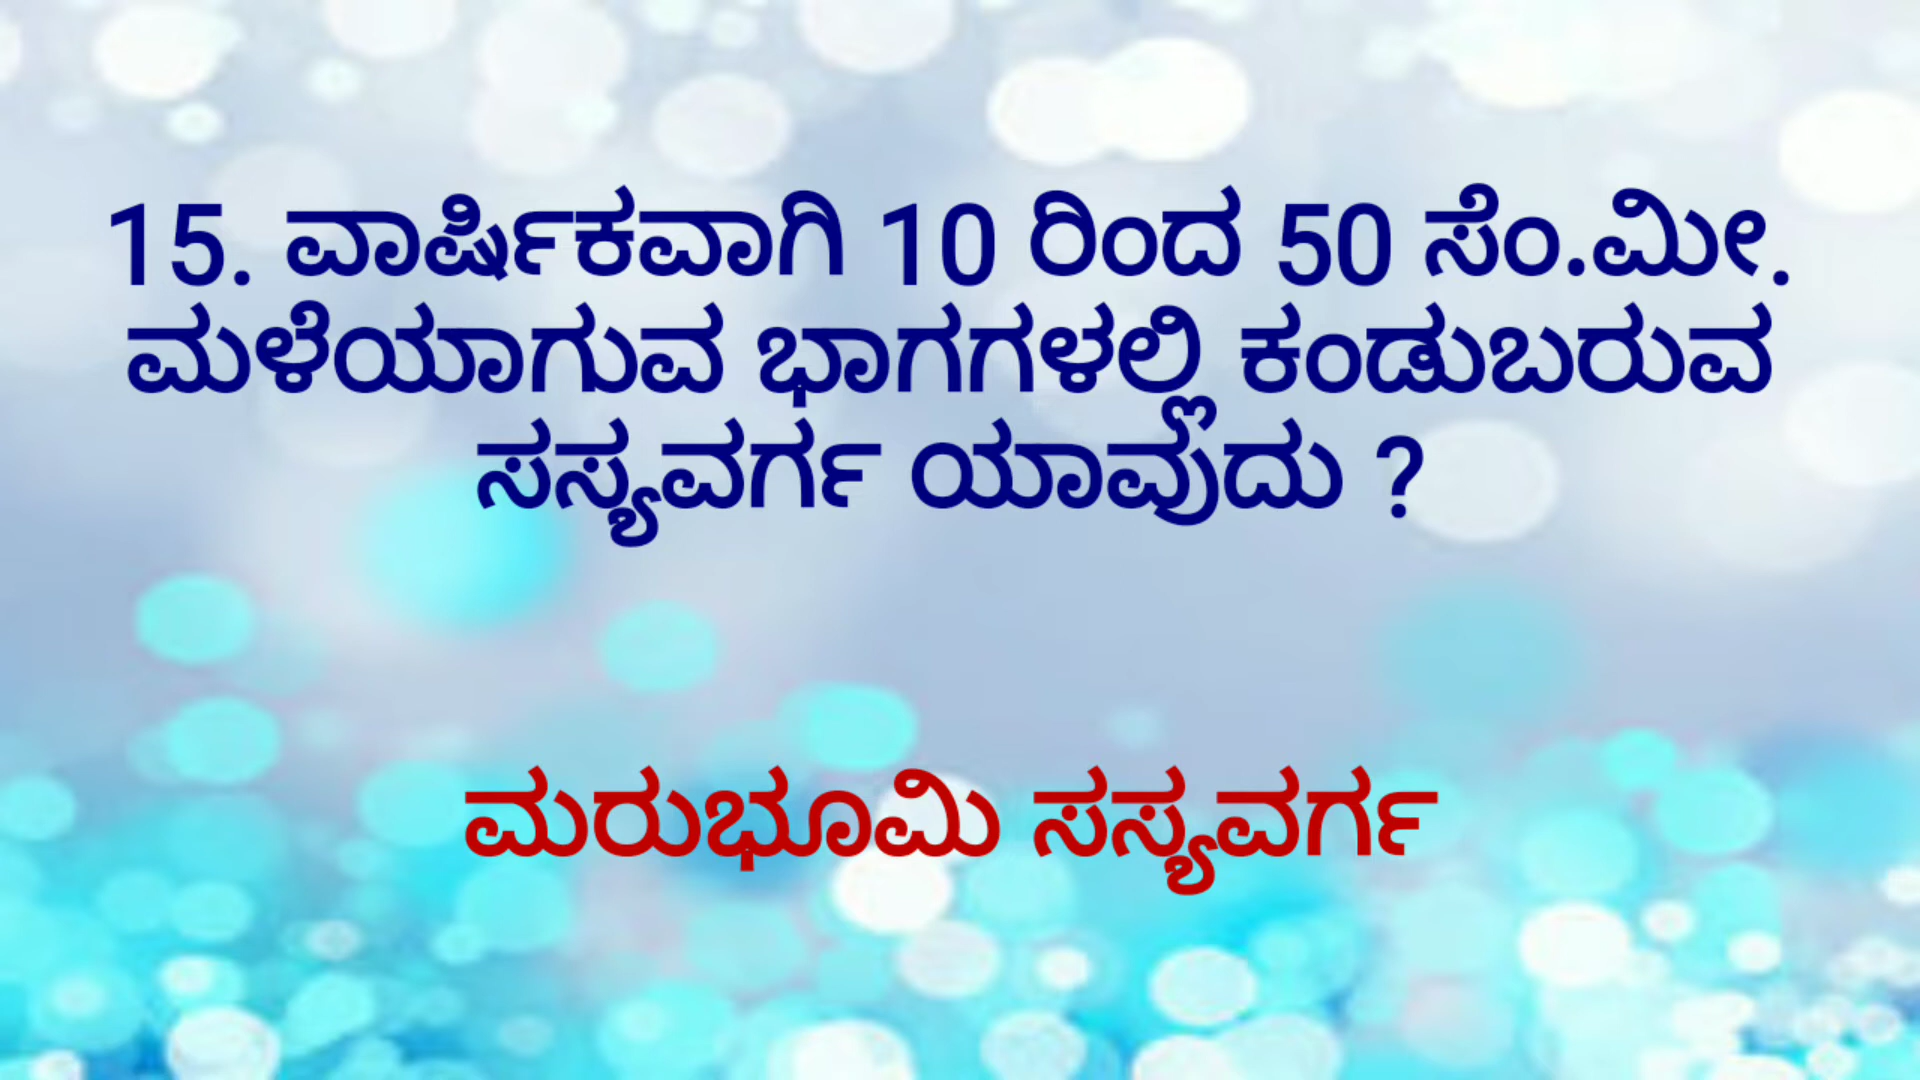 15. ವಾರ್ಷಿಕವಾಗಿ 10 ರಿಂದ 50 ಸೆಂ.ಮೀ.
ಮಳೆಯಾಗುವ ಭಾಗಗಳಲ್ಲಿ ಕಂಡುಬರುವ
ಸಸ್ಯವರ್ಗ ಯಾವುದು ?
ಮರುಭೂಮಿ ಸಸ್ಯವರ್ಗ